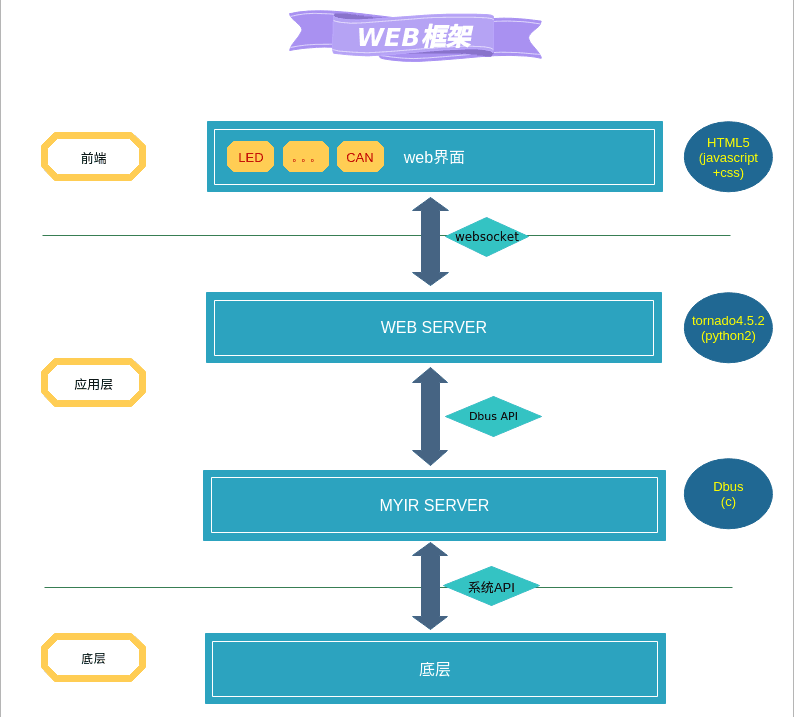 WEB框架
前端
LED
。。。
CAN
web界面
HTML5
(javascript
+css)
websocket
WEB SERVER
tornado4.5.2
(python2)
应用层
Dbus API
MYIR SERVER
Dbus
(c)
系统API
底层
底层